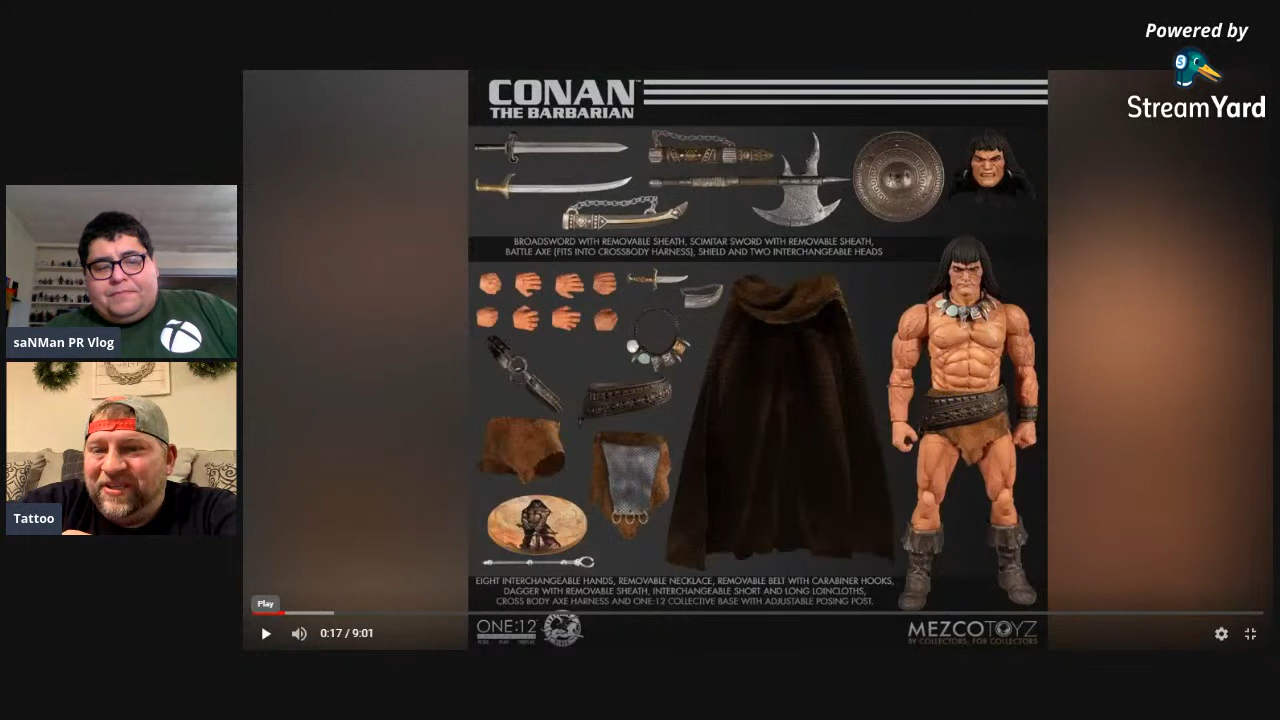 Powered by
StreamYard
CONAN
THE BARBARIAN
BROADSWORD WITH REMOVABLE SHEATH, SCIMITAR SWORD WITH REMOVABLE SHEATH,
BATTLE AXE (FITS INTO CROSSBODY HARNESS), SHIELD AND TWO INTERCHANGEABLE HEADS
saNMan PR Vlog
Tattoo
EIGHT INTERCHANGEABLE HANDS, REMOVABLE NECKLACE, REMOVABLE BELT WITH CARABINER HOOKS,
DAGGER WITH REMOVABLE SHEATH, INTERCHANGEABLE SHORT AND LONG LOINCLOTHS,
CROSS BODY AXE HARNESS AND ONE:12 COLLECTIVE BASE WITH ADJUSTABLE POSING POST.
Play
ONE:12
MEZCOTOYZ
BY COLLECTORS, FOR COLLECTORS
0:17 / 9:01